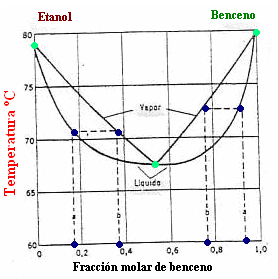 Etanol Benceno
80
75
70
65
60
Temperatura ºC
Vapor
Líquido
a b b a
0 0,2 0,4 0,6 0,8 1,0
Fracción molar de benceno